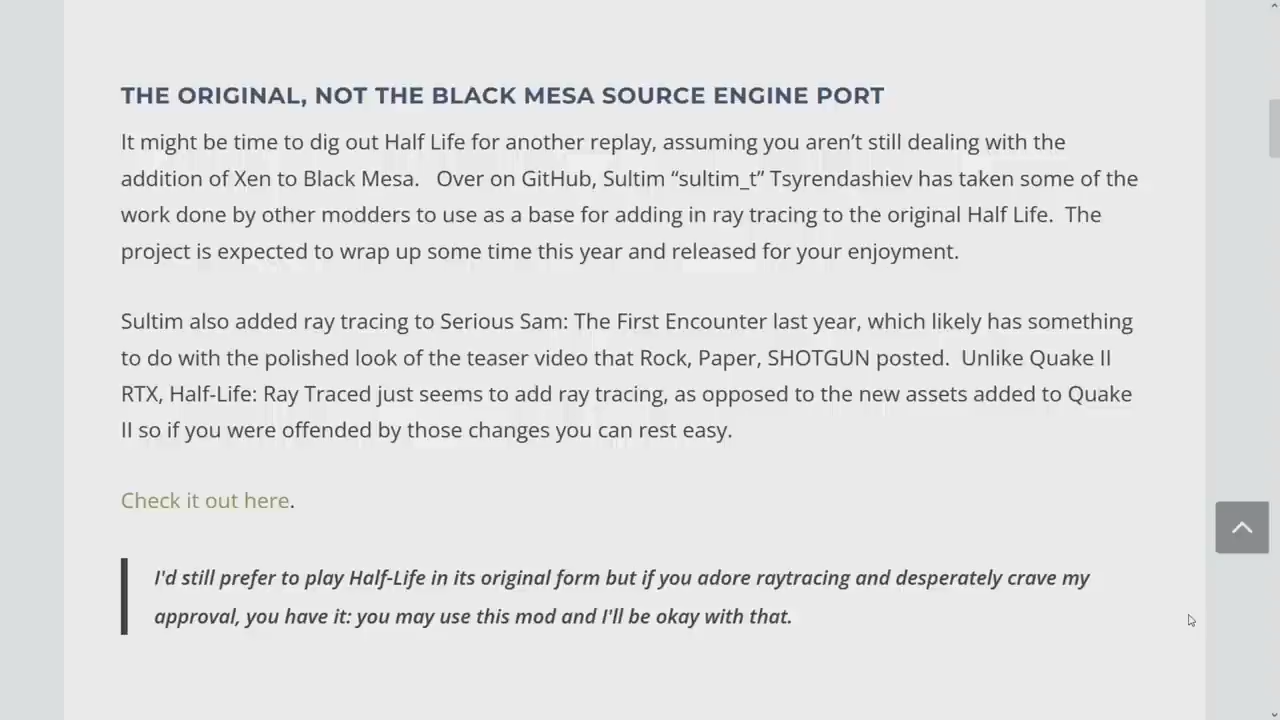 THE ORIGINAL, NOT THE BLACK MESA SOURCE ENGINE PORT
It might be time to dig out Half Life for another replay, assuming you aren’t still dealing with the
addition of Xen to Black Mesa.   Over on GitHub, Sultim “sultim_t” Tsyrendashiev has taken some of the
work done by other modders to use as a base for adding in ray tracing to the original Half Life.  The
project is expected to wrap up some time this year and released for your enjoyment.
Sultim also added ray tracing to Serious Sam: The First Encounter last year, which likely has something
to do with the polished look of the teaser video that Rock, Paper, SHOTGUN posted.  Unlike Quake II
RTX, Half-Life: Ray Traced just seems to add ray tracing, as opposed to the new assets added to Quake
II so if you were offended by those changes you can rest easy.
Check it out here.
I'd still prefer to play Half-Life in its original form but if you adore raytracing and desperately crave my
approval, you have it: you may use this mod and I'll be okay with that.